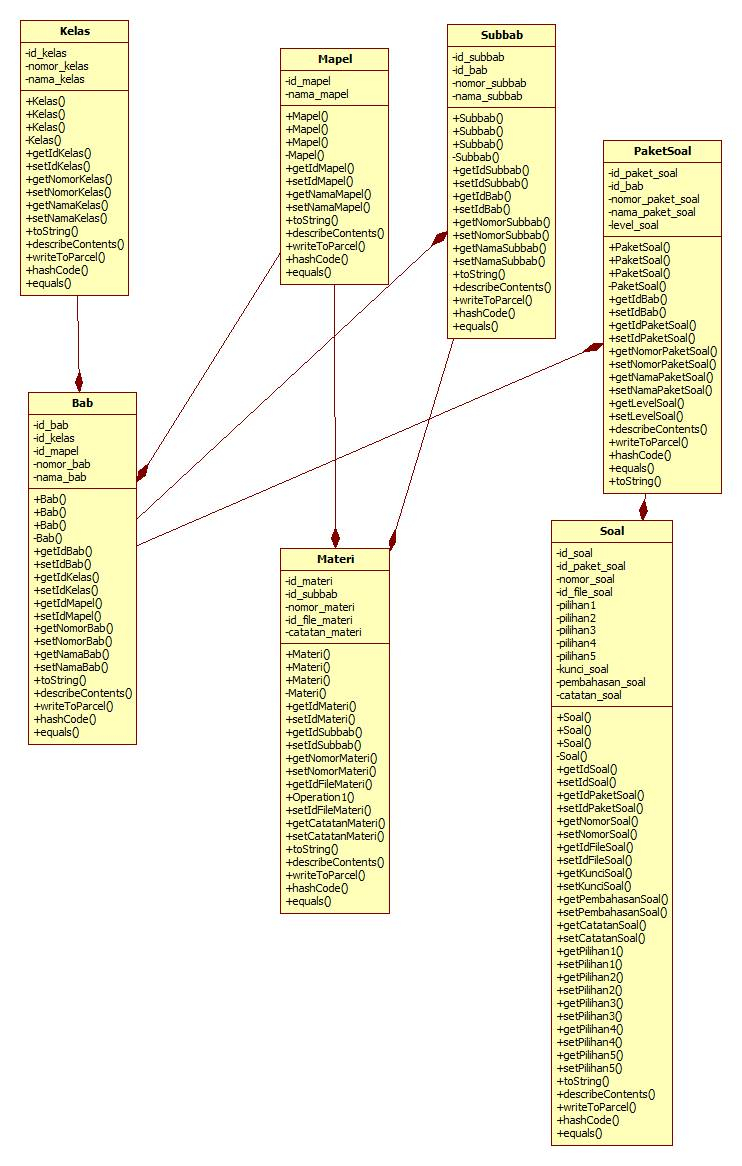 Kelas
-id_kelas
-nomor_kelas
-nama_kelas
+Kelas()
+Kelas()
+Kelas()
-Kelas()
+getIdKelas()
+setIdKelas()
+getNomorKelas()
+setNomorKelas()
+getNamaKelas()
+setNamaKelas()
+toString()
+describeContents()
+writeToParcel()
+hashCode()
+equals()
Mapel
-id_mapel
-nama_mapel
+Mapel()
+Mapel()
+Mapel()
-Mapel()
+getIdMapel()
+setIdMapel()
+getNamaMapel()
+setNamaMapel()
+toString()
+describeContents()
+writeToParcel()
+hashCode()
+equals()
Subbab
-id_subbab
-id_bab
-nomor_subbab
-nama_subbab
+Subbab()
+Subbab()
+Subbab()
-Subbab()
+getIdSubbab()
+setIdSubbab()
+getIdBab()
+setIdBab()
+getNomorSubbab()
+setNomorSubbab()
+getNamaSubbab()
+setNamaSubbab()
+toString()
+describeContents()
+writeToParcel()
+hashCode()
+equals()
PaketSoal
-id_paket_soal
-id_bab
-nomor_paket_soal
-nama_paket_soal
-level_soal
+PaketSoal()
+PaketSoal()
+PaketSoal()
-PaketSoal()
+getIdBab()
+setIdBab()
+getIdPaketSoal()
+setIdPaketSoal()
+getNomorPaketSoal()
+setNomorPaketSoal()
+getNamaPaketSoal()
+setNamaPaketSoal()
+getLevelSoal()
+setLevelSoal()
+describeContents()
+writeToParcel()
+hashCode()
+equals()
+toString()
Bab
-id_bab
-id_kelas
-id_mapel
-nomor_bab
-nama_bab
+Bab()
+Bab()
+Bab()
-Bab()
+getIdBab()
+setIdBab()
+getIdKelas()
+setIdKelas()
+getIdMapel()
+setIdMapel()
+getNomorBab()
+setNomorBab()
+getNamaBab()
+setNamaBab()
+toString()
+describeContents()
+writeToParcel()
+hashCode()
+equals()
Materi
-id_materi
-id_subbab
-nomor_materi
-id_file_materi
-catatan_materi
+Materi()
+Materi()
+Materi()
-Materi()
+getIdMateri()
+setIdMateri()
+getIdSubbab()
+setIdSubbab()
+getNomorMateri()
+setNomorMateri()
+getIdFileMateri()
+Operation1()
+setIdFileMateri()
+getCatatanMateri()
+setCatatanMateri()
+toString()
+describeContents()
+writeToParcel()
+hashCode()
+equals()
Soal
-id_soal
-id_paket_soal
-nomor_soal
-id_file_soal
-pilihan1
-pilihan2
-pilihan3
-pilihan4
-pilihan5
-kunci_soal
-pembahasan_soal
-catatan_soal
+Soal()
+Soal()
+Soal()
-Soal()
+getIdSoal()
+setIdSoal()
+getIdPaketSoal()
+setIdPaketSoal()
+getNomorSoal()
+setNomorSoal()
+getIdFileSoal()
+setIdFileSoal()
+getKunciSoal()
+setKunciSoal()
+getPembahasanSoal()
+setPembahasanSoal()
+getCatatanSoal()
+setCatatanSoal()
+getPilihan1()
+setPilihan1()
+getPilihan2()
+setPilihan2()
+getPilihan3()
+setPilihan3()
+getPilihan4()
+setPilihan4()
+getPilihan5()
+setPilihan5()
+toString()
+describeContents()
+writeToParcel()
+hashCode()
+equals()